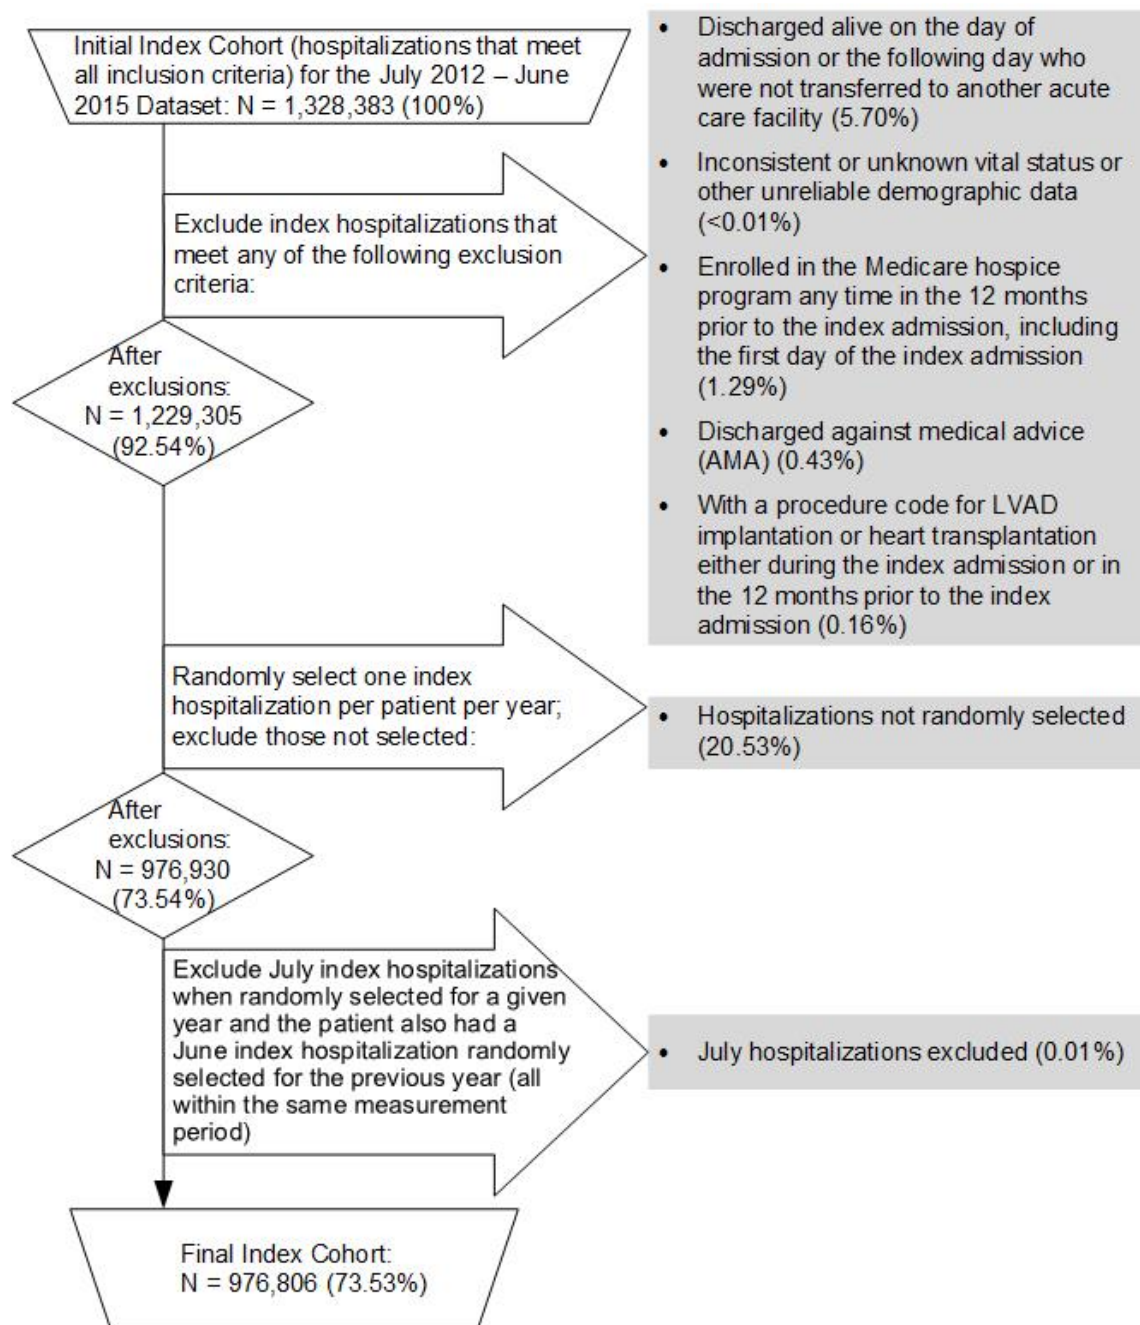 Initial Index Cohort (hospitalizations that meet
all inclusion criteria) for the July 2012 – June
2015 Dataset: N = 1,328,383 (100%)
Exclude index hospitalizations that
meet any of the following exclusion
criteria:
• Discharged alive on the day of
admission or the following day who
were not transferred to another acute
care facility (5.70%)
• Inconsistent or unknown vital status or
other unreliable demographic data
(<0.01%)
• Enrolled in the Medicare hospice
program any time in the 12 months
prior to the index admission, including
the first day of the index admission
(1.29%)
• Discharged against medical advice
(AMA) (0.43%)
• With a procedure code for LVAD
implantation or heart transplantation
either during the index admission or in
the 12 months prior to the index
admission (0.16%)
After
exclusions:
N = 1,229,305
(92.54%)
Randomly select one index
hospitalization per patient per year;
exclude those not selected:
• Hospitalizations not randomly selected
(20.53%)
After
exclusions:
N = 976,930
(73.54%)
Exclude July index hospitalizations
when randomly selected for a given
year and the patient also had a
June index hospitalization randomly
selected for the previous year (all
within the same measurement
period)
• July hospitalizations excluded (0.01%)
Final Index Cohort:
N = 976,806 (73.53%)